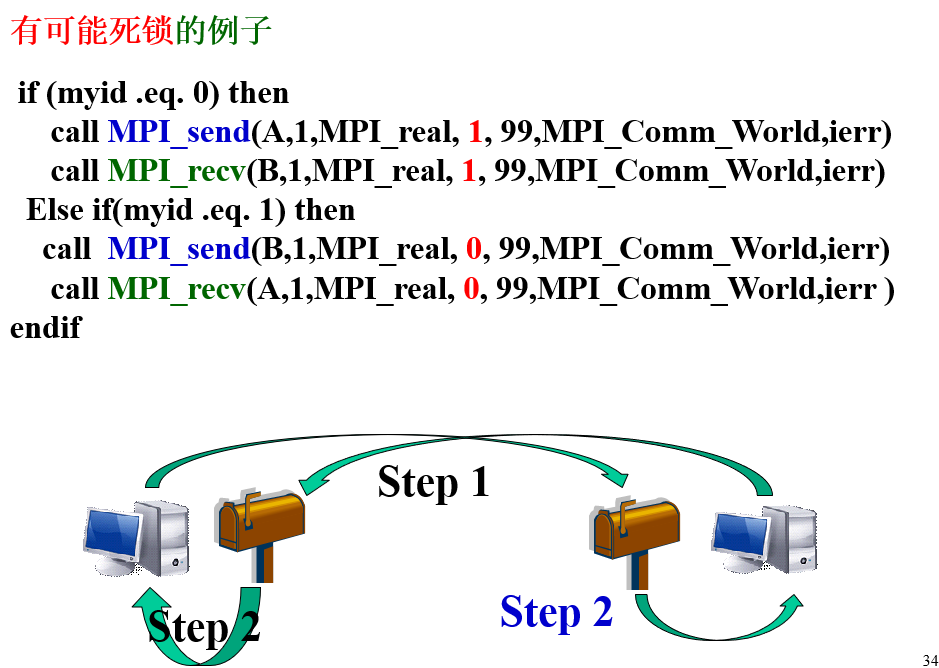 有可能死锁的例子
if (myid .eq. 0) then
call MPI_send(A,1,MPI_real, 1, 99,MPI_Comm_World,ierr)
call MPI_recv(B,1,MPI_real, 1, 99,MPI_Comm_World,ierr)
Else if(myid .eq. 1) then
call MPI_send(B,1,MPI_real, 0, 99,MPI_Comm_World,ierr)
call MPI_recv(A,1,MPI_real, 0, 99,MPI_Comm_World,ierr )
endif
Step 1
Step 2
Step 2
34